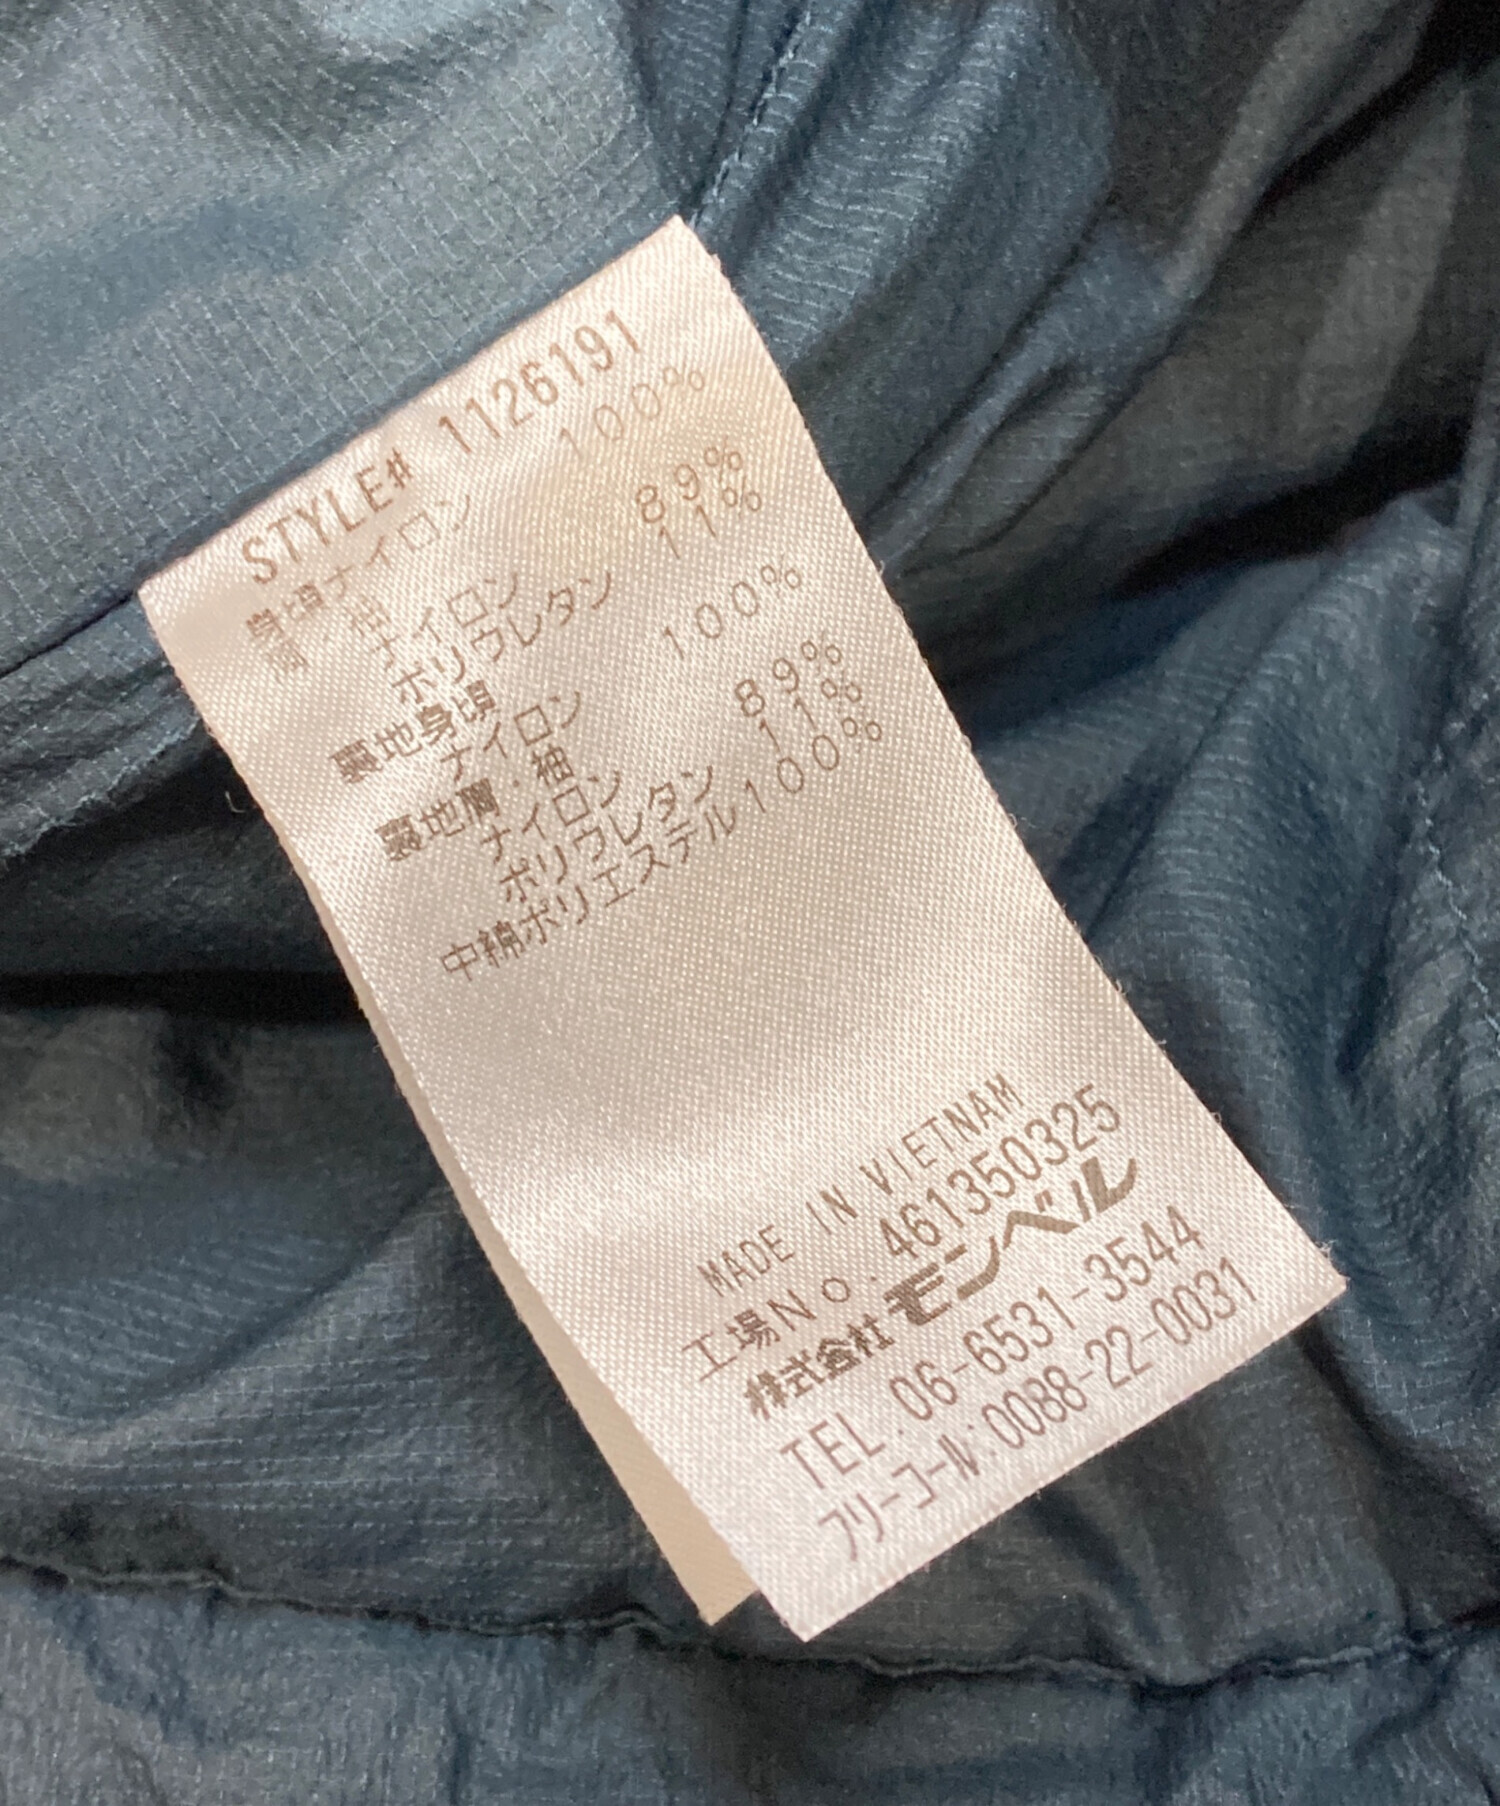 STYLE# 1126191
身頃ナイロン 100%
肩・袖
ナイロン 89%
ポリウレタン 11%
裏地身頃
ナイロン 100%
裏地肩・袖
ナイロン 89%
ポリウレタン 11%
中綿ポリエステル100%
MADE IN VIETNAM
工場No.461350325
株式会社モンベル
TEL.06-6531-3544
フリーコール:0088-22-0031